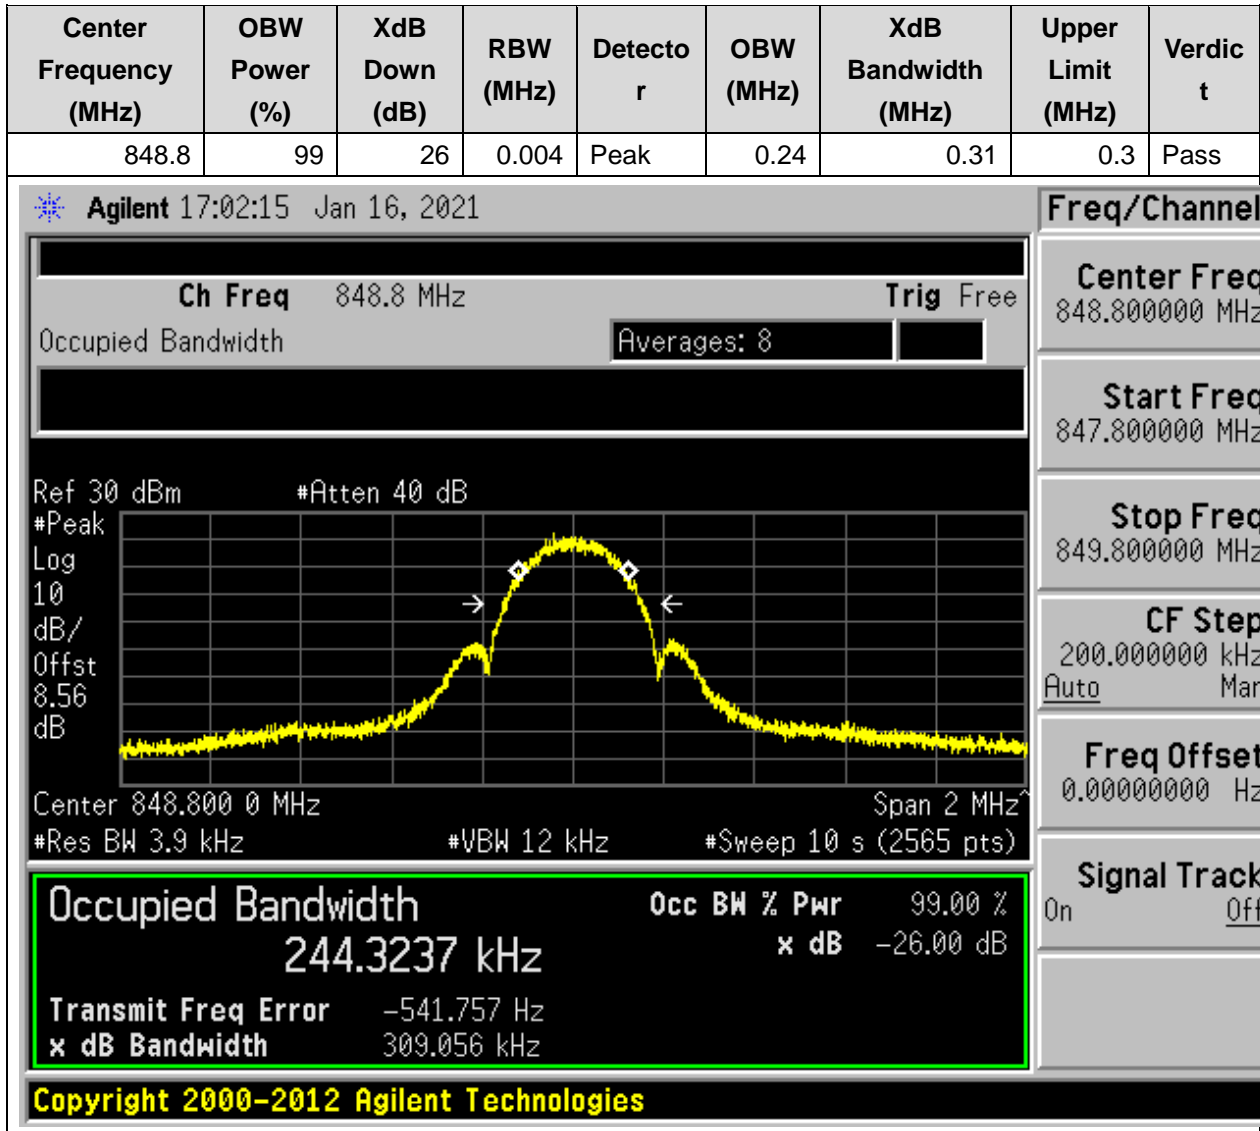 Center Frequency (MHz) OBW Power (%) XdB Down (dB) RBW (MHz) Detecto r OBW (MHz) XdB Bandwidth (MHz) Upper Limit (MHz) Verdic t
848.8 99 26 0.004 Peak 0.24 0.31 0.3 Pass
Agilent 17:02:15 Jan 16, 2021
Freq/Channel
Ch Freq 848.8 MHz Trig Free
Occupied Bandwidth Averages: 8
Ref 30 dBm #Atten 40 dB
#Peak
Log
10
dB/
Offst
8.56
dB
Center 848.800 0 MHz Span 2 MHz^
#Res BW 3.9 kHz #VBW 12 kHz #Sweep 10 s (2565 pts)
Occupied Bandwidth Occ BW % Pwr 99.00 %
244.3237 kHz x dB -26.00 dB
Transmit Freq Error -541.757 Hz
x dB Bandwidth 309.056 kHz
Center Freq
848.800000 MHz
Start Freq
847.800000 MHz
Stop Freq
849.800000 MHz
CF Step
200.000000 kHz
Auto Man
Freq Offset
0.00000000 Hz
Signal Track
On Off
Copyright 2000-2012 Agilent Technologies